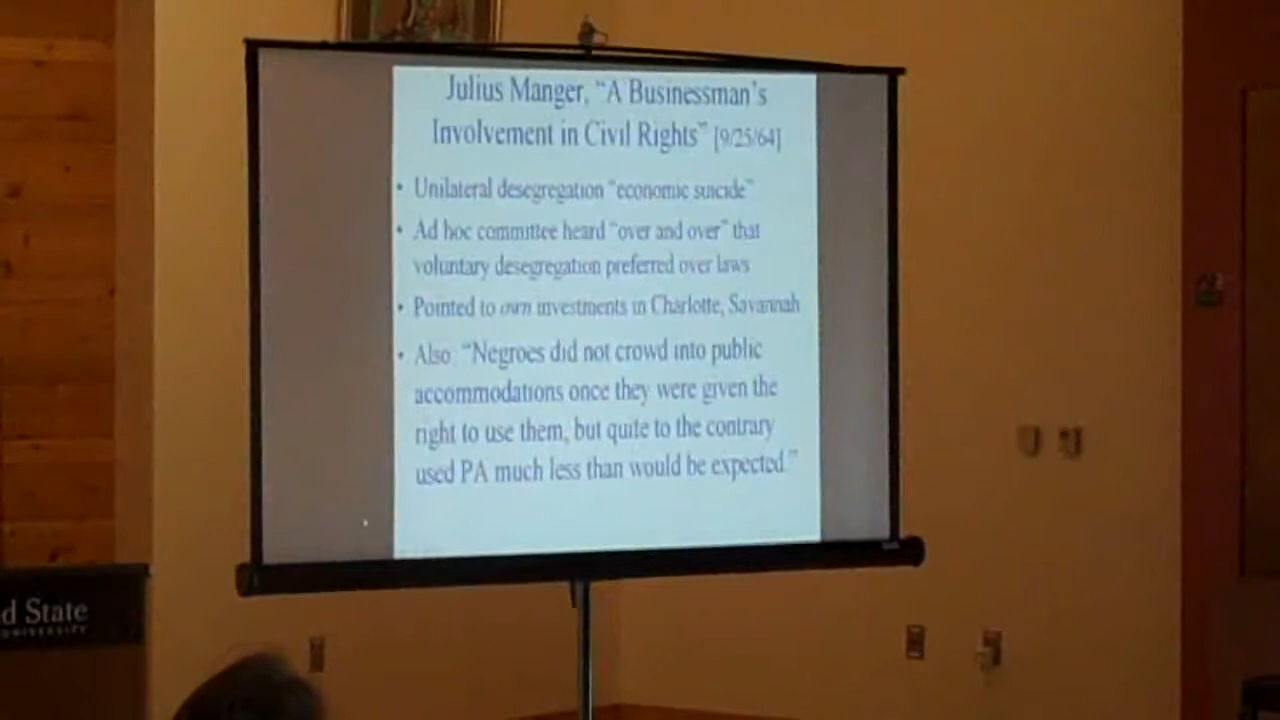 Julius Manger, “A Businessman’s
Involvement in Civil Rights” [9/25/64]
• Unilateral desegregation “economic suicide”
• Ad hoc committee heard “over and over” that
voluntary desegregation preferred over laws
• Pointed to own investments in Charlotte, Savannah
• Also: “Negroes did not crowd into public
accommodations once they were given the
right to use them, but quite to the contrary
used PA much less than would be expected.”
d State
UNIVERSITY